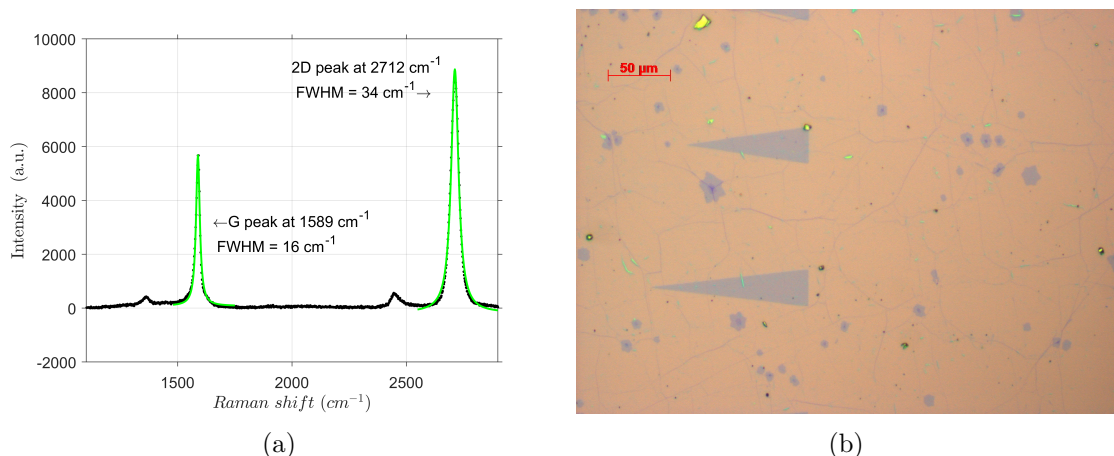 10000
8000
6000
4000
2000
0
-2000
2D peak at 2712 cm⁻¹
FWHM = 34 cm⁻¹→
←G peak at 1589 cm⁻¹
FWHM = 16 cm⁻¹
Intensity (a.u.)
1500 2000 2500
Raman shift (cm⁻¹)
(a)
50 µm
(b)